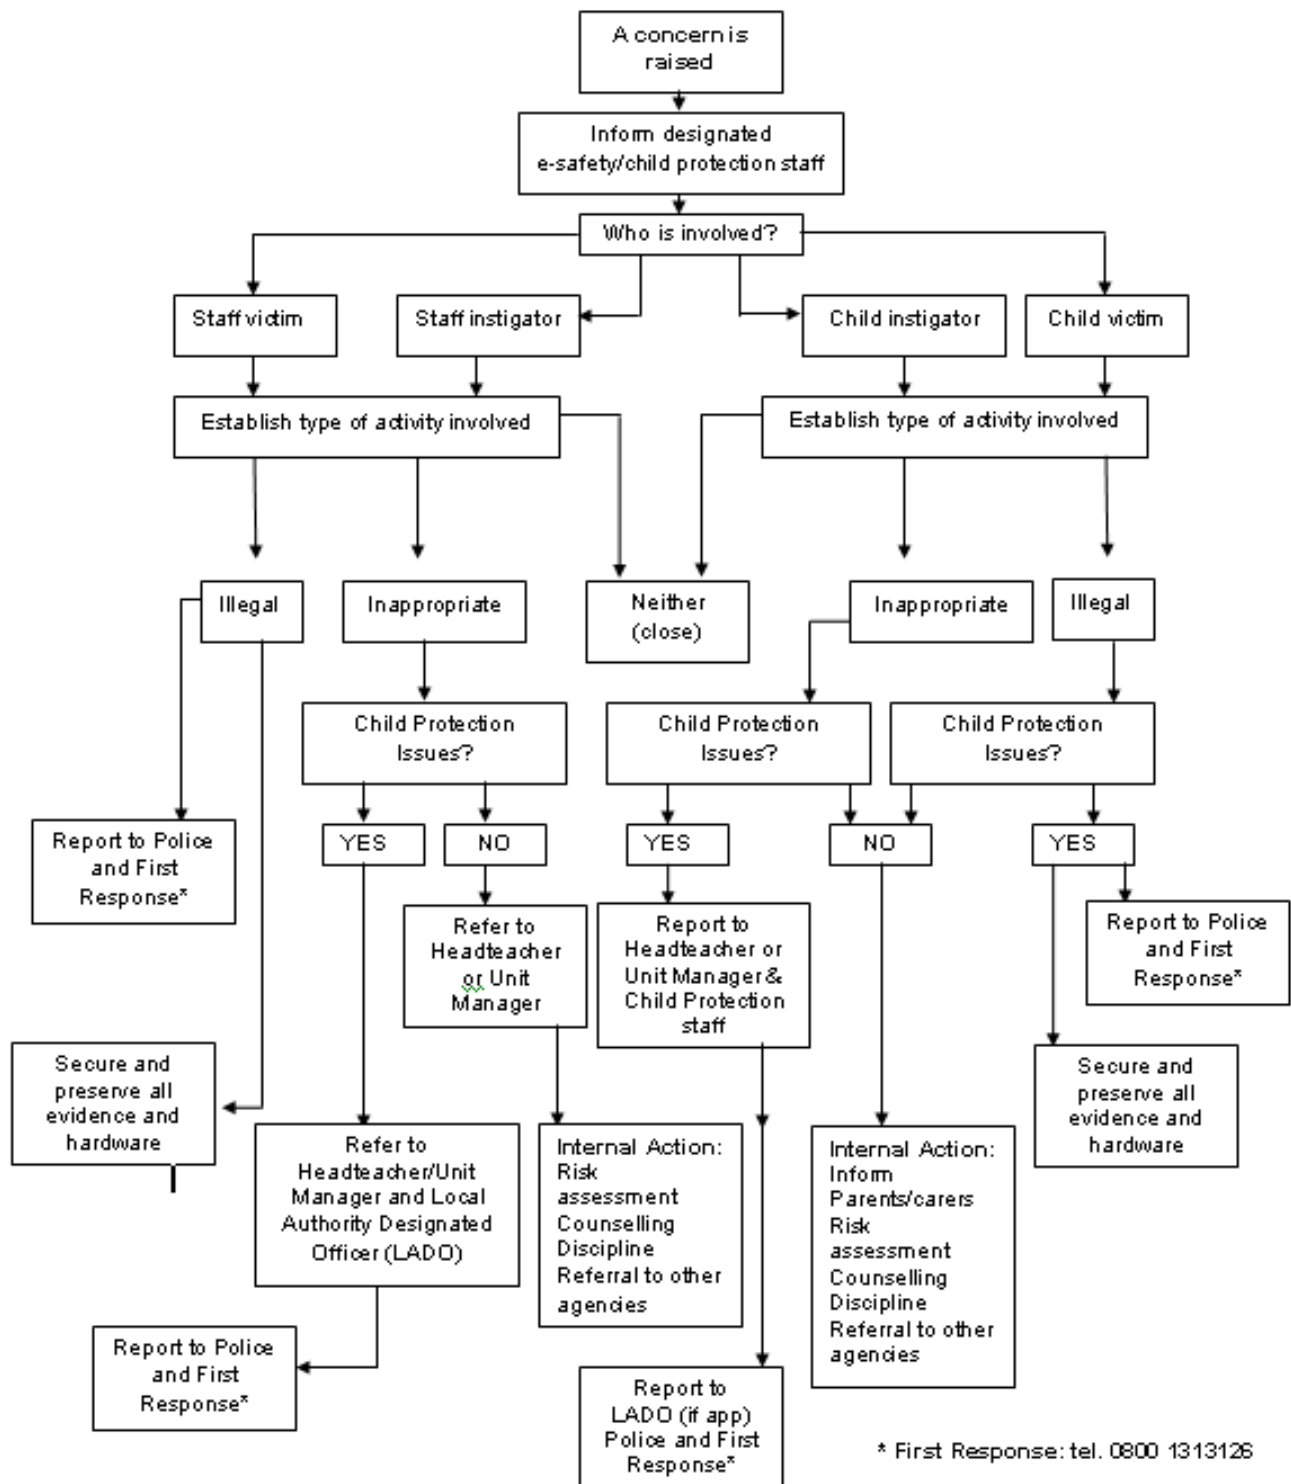 A concern is
raised
Inform designated
e-safety/child protection staff
Who is involved?
Staff victim
Staff instigator
Child instigator
Child victim
Establish type of activity involved
Establish type of activity involved
Illegal
Inappropriate
Neither
(close)
Inappropriate
Illegal
Child Protection
Issues?
Child Protection
Issues?
Child Protection
Issues?
Report to Police
and First
Response*
YES
NO
YES
NO
YES
Refer to
Headteacher
or Unit
Manager
Report to
Headteacher or
Unit Manager &
Child Protection
staff
Report to Police
and First
Response*
Secure and
preserve all
evidence and
hardware
Secure and
preserve all
evidence and
hardware
Refer to
Headteacher/Unit
Manager and Local
Authority Designated
Officer (LADO)
Internal Action:
Risk
assessment
Counselling
Discipline
Referral to other
agencies
Internal Action:
Inform
Parents/carers
Risk
assessment
Counselling
Discipline
Referral to other
agencies
Report to Police
and First
Response*
Report to
LADO (if app)
Police and First
Response*
* First Response: tel. 0800 1313126